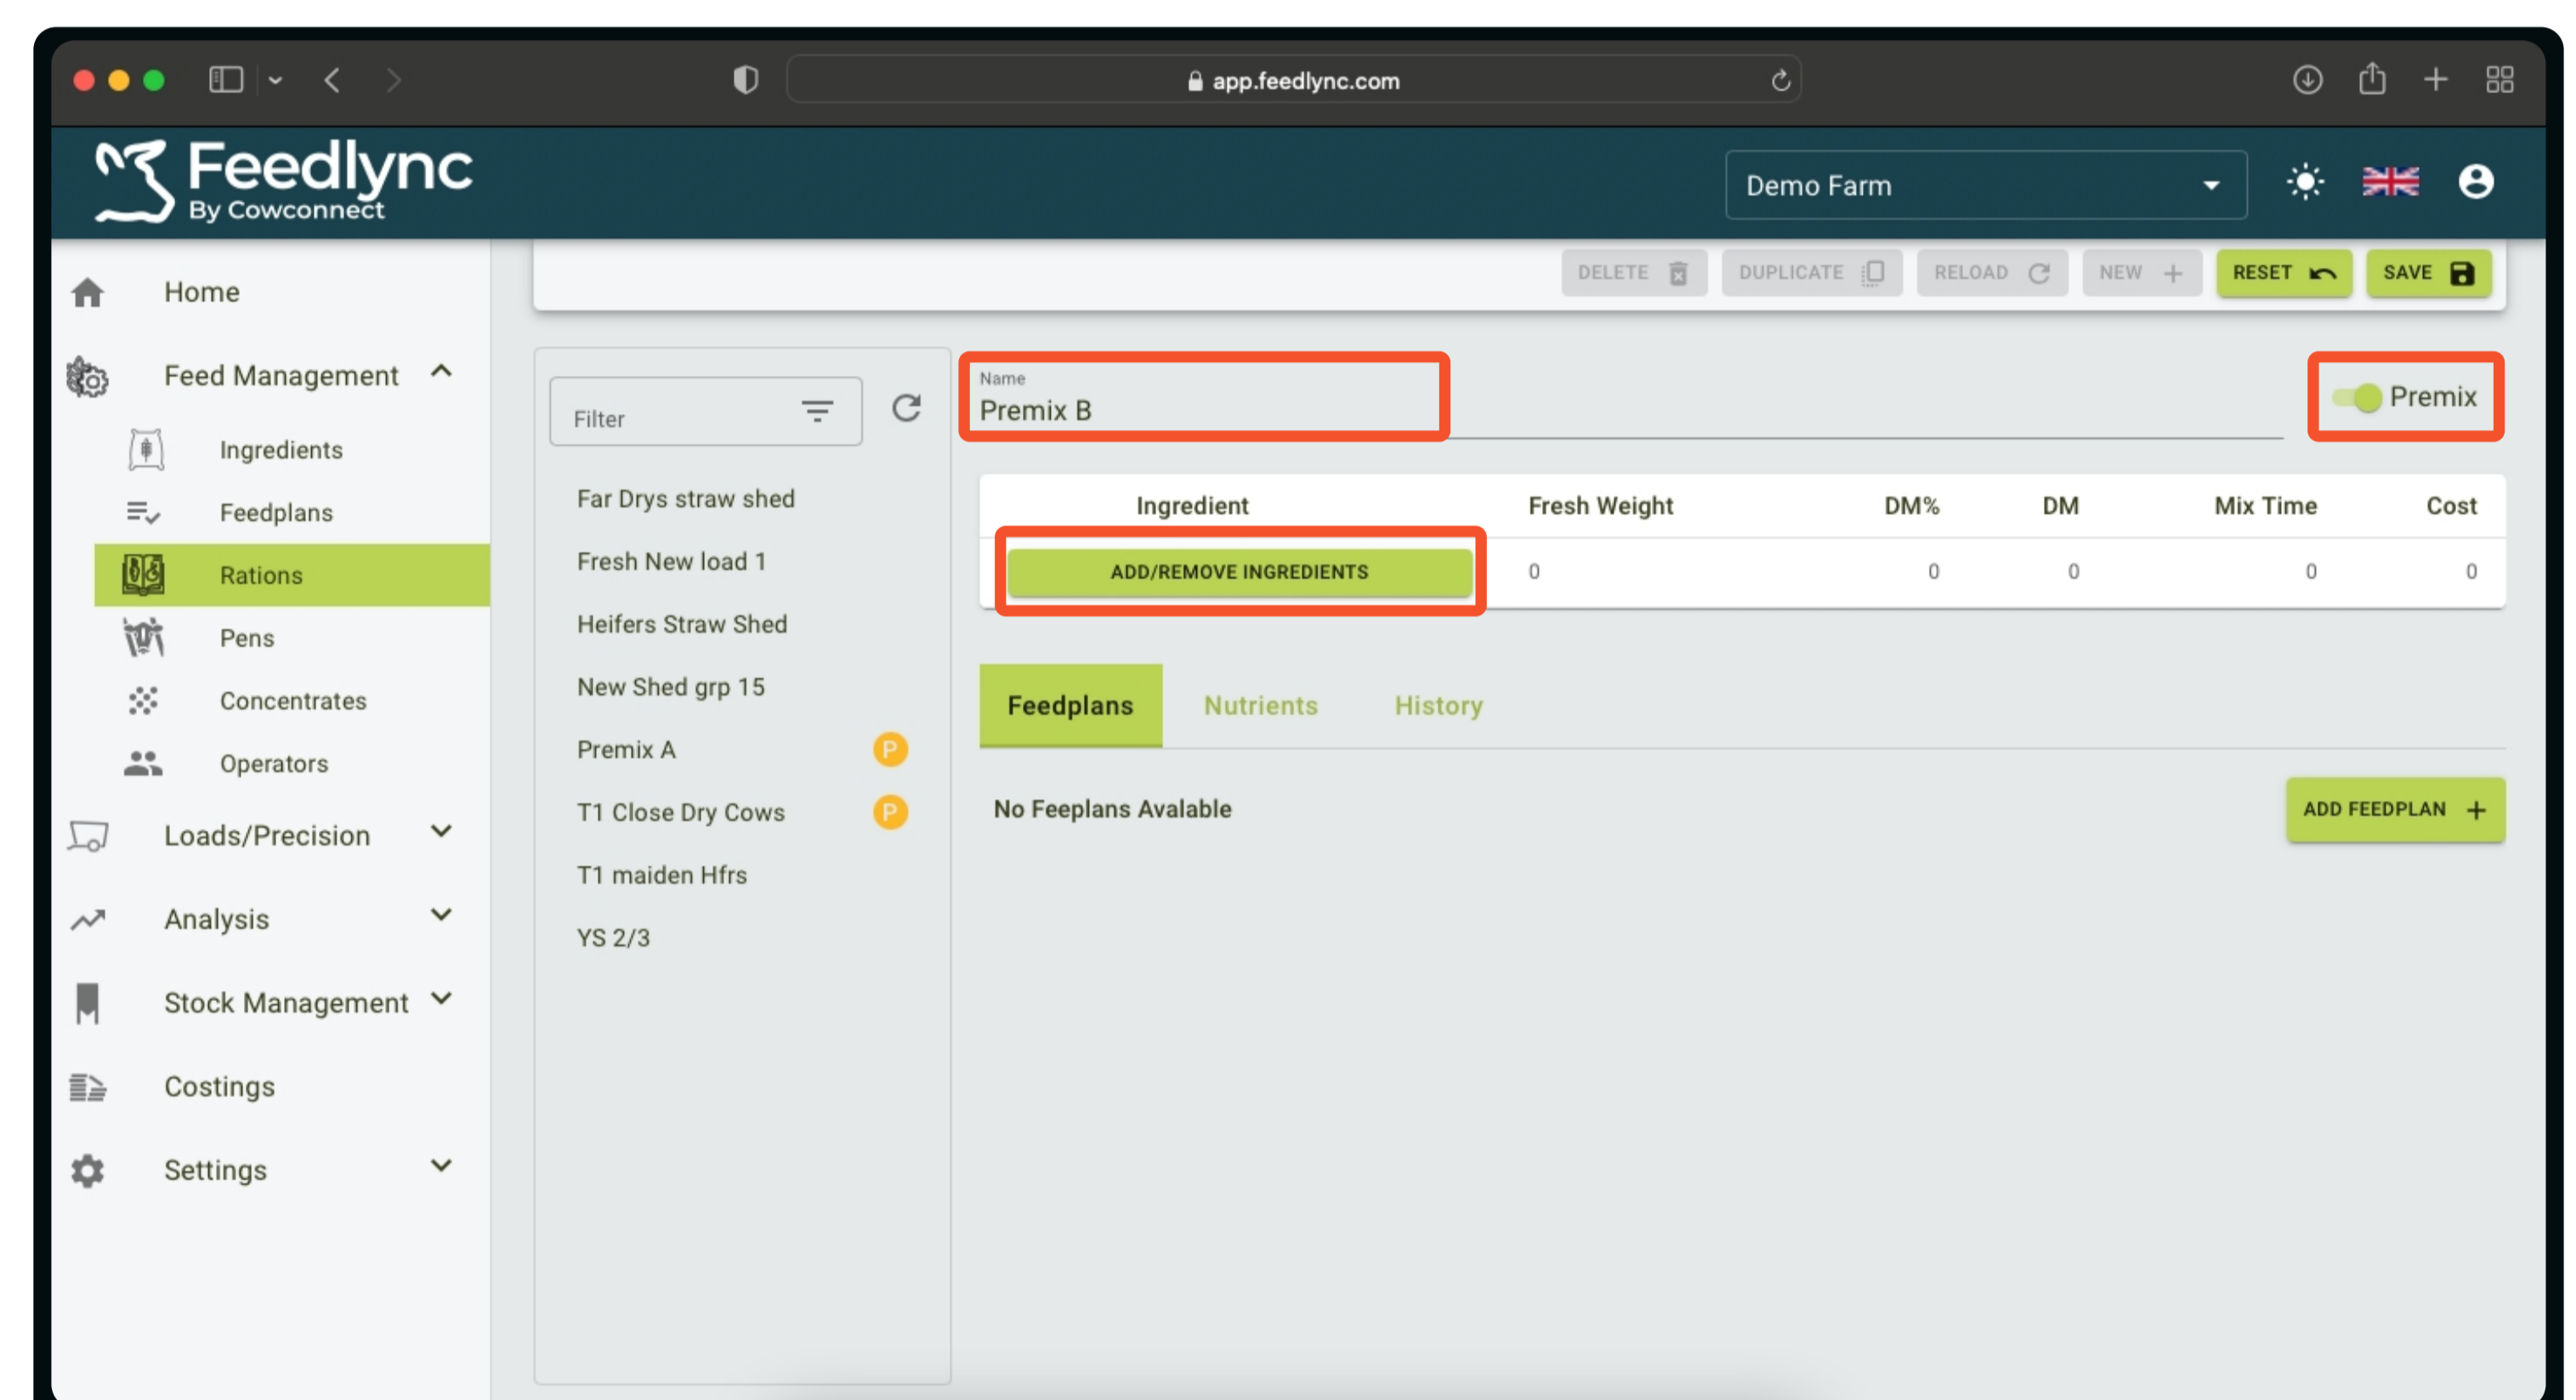 app.feedlync.com
Feedlync
By Cowconnect
Demo Farm
DELETE DUPLICATE RELOAD NEW RESET SAVE
Home
Feed Management
Ingredients
Feedplans
Rations
Pens
Concentrates
Operators
Loads/Precision
Analysis
Stock Management
Costings
Settings
Filter
Far Drys straw shed
Fresh New load 1
Heifers Straw Shed
New Shed grp 15
Premix A P
T1 Close Dry Cows P
T1 maiden Hfrs
YS 2/3
Name
Premix B
Premix
Ingredient Fresh Weight DM% DM Mix Time Cost
ADD/REMOVE INGREDIENTS 0 0 0 0 0
Feedplans Nutrients History
No Feeplans Avalable
ADD FEEDPLAN +